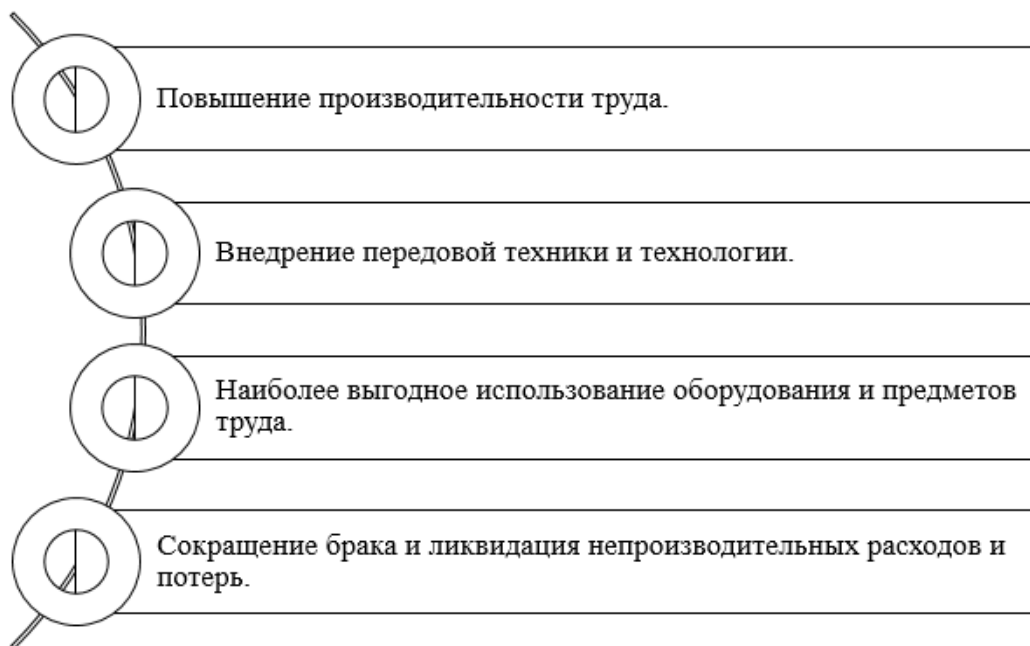 Повышение производительности труда.
Внедрение передовой техники и технологии.
Наиболее выгодное использование оборудования и предметов
труда.
Сокращение брака и ликвидация непроизводительных расходов и
потерь.